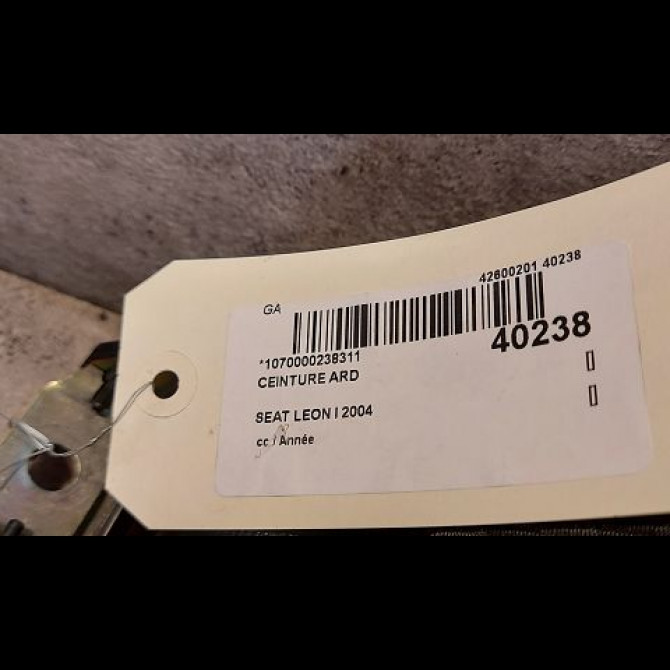 GA
42600201 40238
40238
*1070000238311
CEINTURE ARD
SEAT LEON I 2004
cc / Année